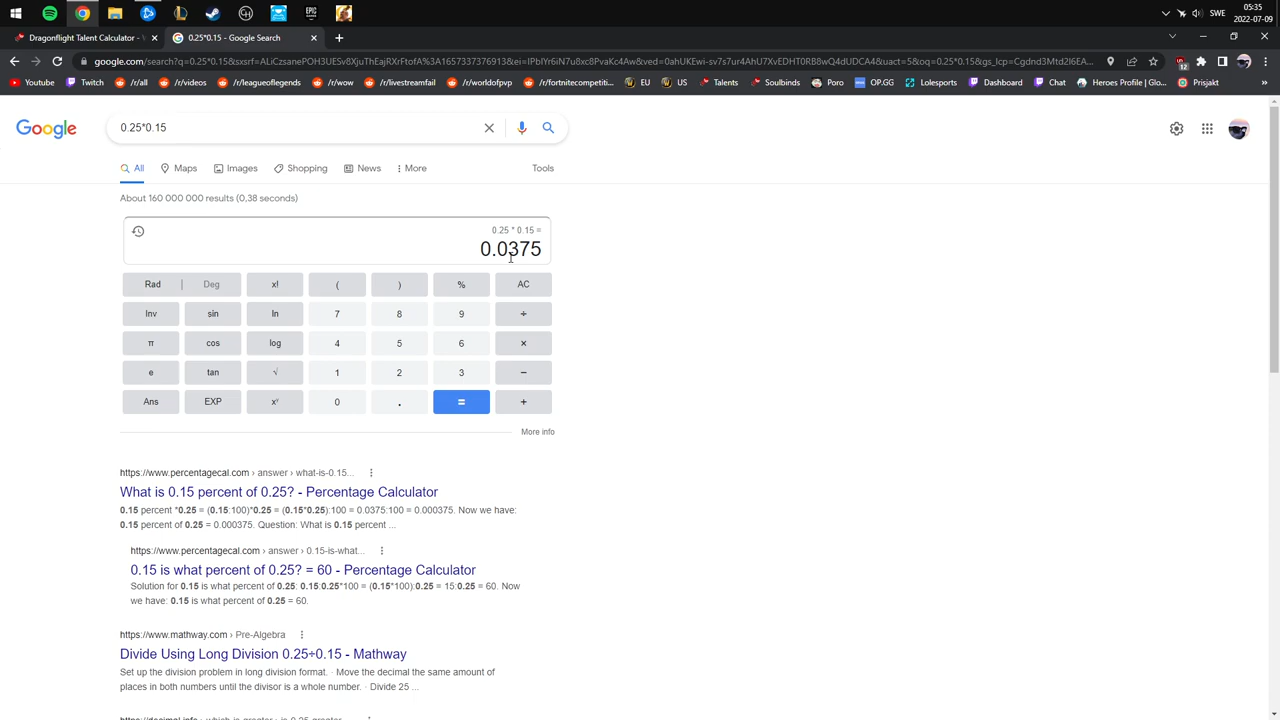 05:35
SWE
2022-07-09
EPIC
GAMES
Dragonflight Talent Calculator -
0.25*0.15 - Google Search
google.com/search?q=0.25*0.15&
Youtube Twitch /r/all /r/videos /r/leagueoflegends /r/livestreamfail /r/fortnitecompetiti... EU US Talents Soulbinds Poro OP.GG Lolesports Databas Chat Heroes Profile | Glo... Prisjakt
Google
0.25*0.15
All Maps Images Shopping News More Tools
About 160 000 000 results (0,38 seconds)
0.25 * 0.15 =
0.0375
Rad | Deg x! ( ) % AC
Inv sin ln 7 8 9 ÷
π cos log 4 5 6 ×
e tan √ 1 2 3 −
Ans EXP xʸ 0 . = +
More info
https://www.percentagecal.com › answer › what-is-0.15...
What is 0.15 percent of 0.25? - Percentage Calculator
0.15 percent *0.25 = (0.15:100)*0.25 = (0.15*0.25):100 = 0.0375:100 = 0.000375. Now we have:
0.15 percent of 0.25 = 0.000375. Question: What is 0.15 percent ...
https://www.percentagecal.com › answer › 0.15-is-what...
0.15 is what percent of 0.25? = 60 - Percentage Calculator
Solution for 0.15 is what percent of 0.25: 0.15:0.25*100 = (0.15*100):0.25 = 15:0.25 = 60. Now
we have: 0.15 is what percent of 0.25 = 60.
https://www.mathway.com › Pre-Algebra
Divide Using Long Division 0.25÷0.15 - Mathway
Set up the division problem in long division format. · Move the decimal the same amount of
places in both numbers until the divisor is a whole number. · Divide 25 ...